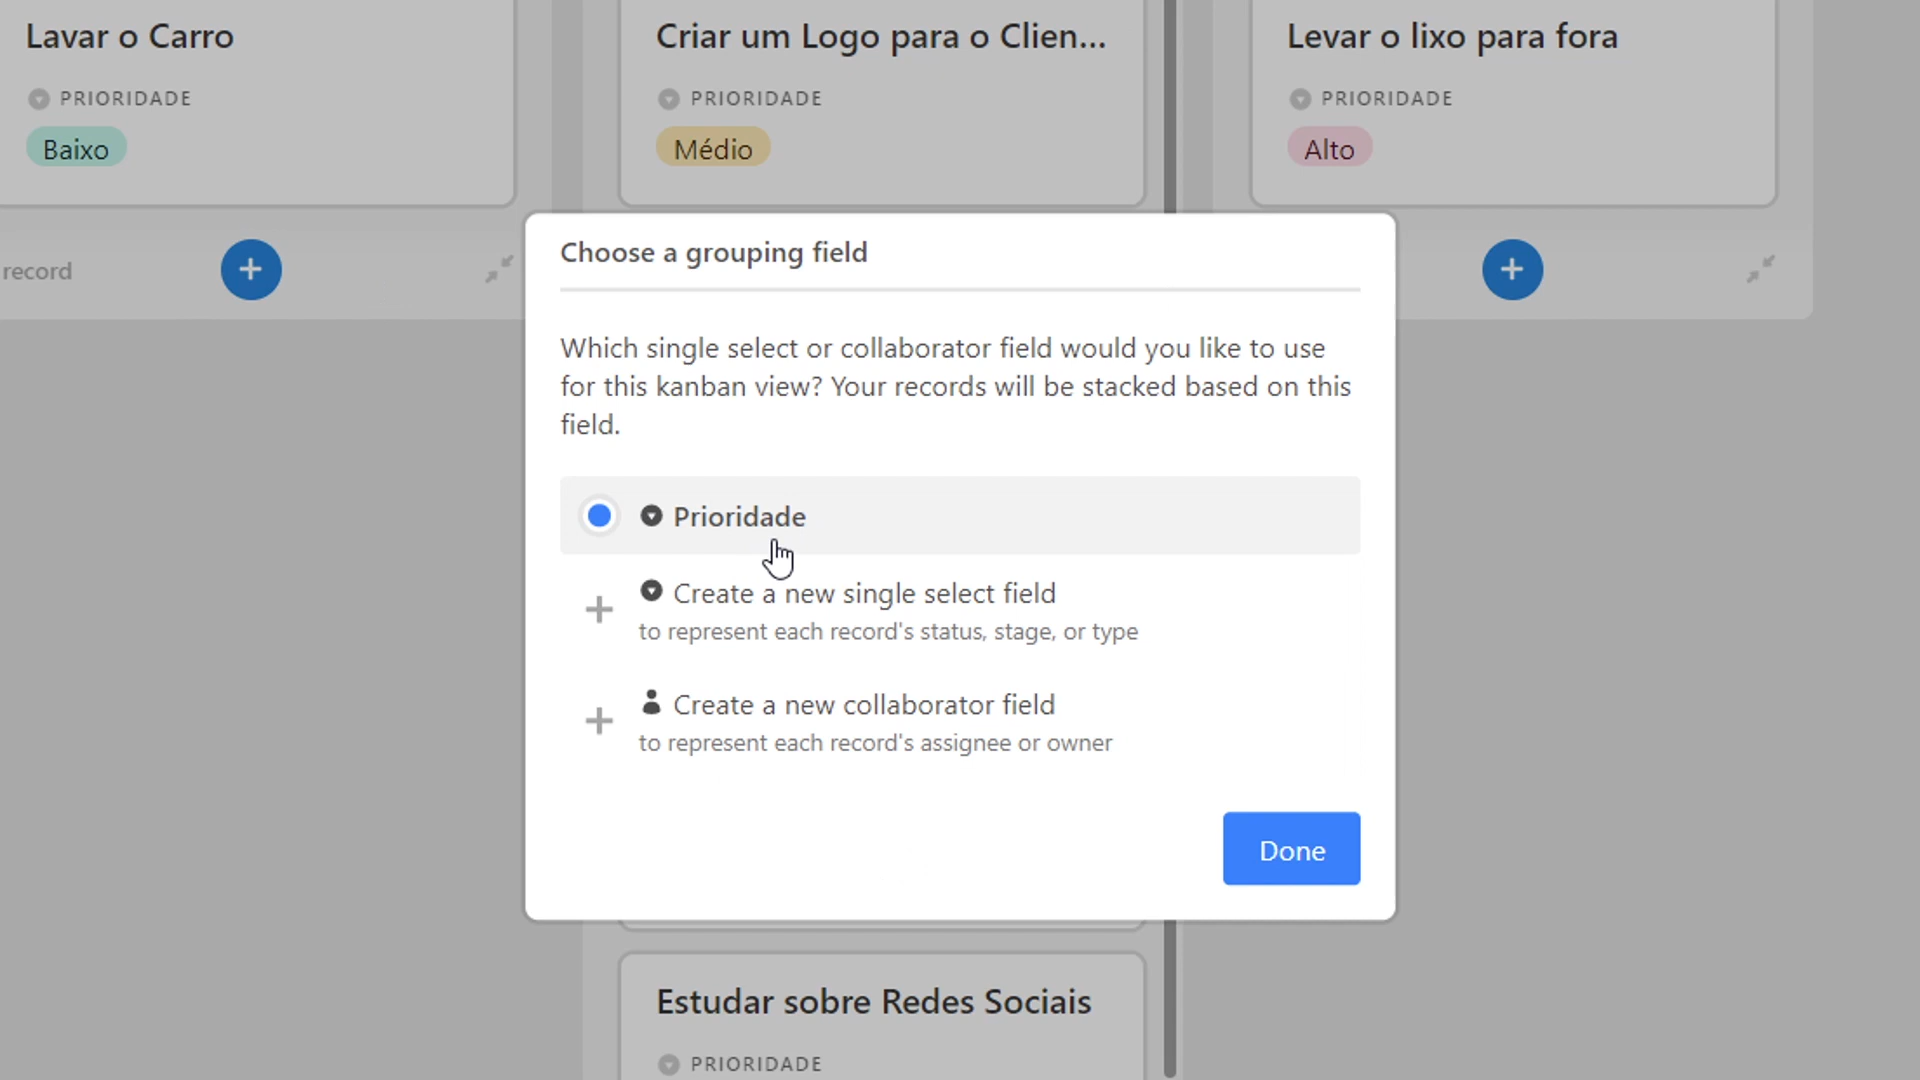 Lavar o Carro
PRIORIDADE
Baixo
record
Criar um Logo para o Clien...
PRIORIDADE
Médio
Levar o lixo para fora
PRIORIDADE
Alto
Choose a grouping field
Which single select or collaborator field would you like to use
for this kanban view? Your records will be stacked based on this
field.
Prioridade
Create a new single select field
to represent each record's status, stage, or type
Create a new collaborator field
to represent each record's assignee or owner
Done
Estudar sobre Redes Sociais
PRIORIDADE